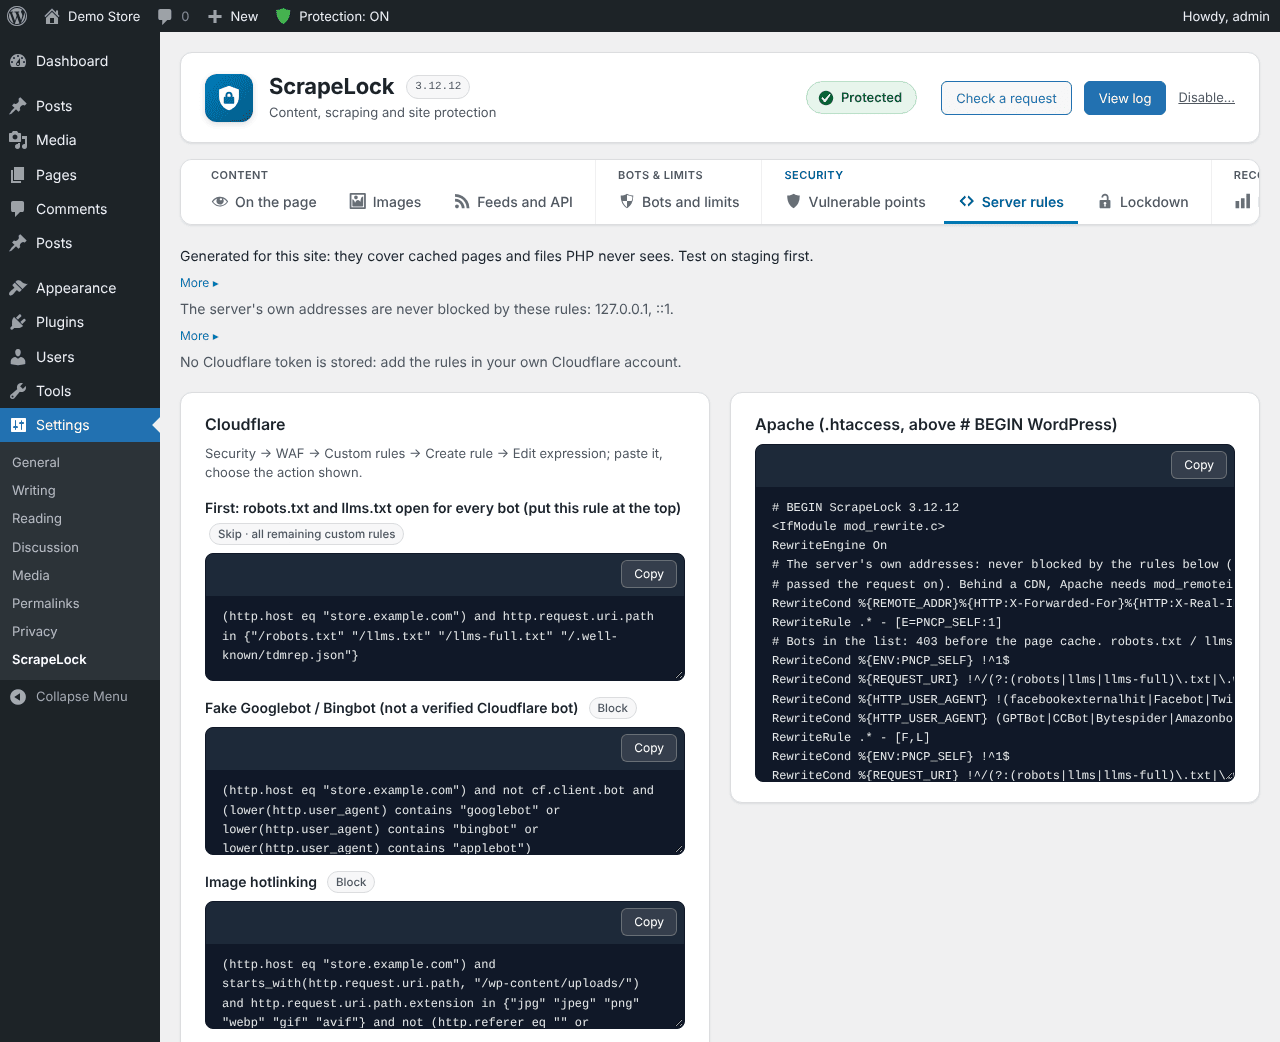 Demo Store
0
New
Protection: ON
Howdy, admin
Dashboard
Posts
Media
Pages
Comments
Posts
Appearance
Plugins
Users
Tools
Settings
General
Writing
Reading
Discussion
Media
Permalinks
Privacy
ScrapeLock
Collapse Menu
ScrapeLock
3.12.12
Content, scraping and site protection
Protected
Check a request
View log
Disable...
CONTENT
On the page
Images
Feeds and API
BOTS & LIMITS
Bots and limits
SECURITY
Vulnerable points
Server rules
Lockdown
Generated for this site: they cover cached pages and files PHP never sees. Test on staging first.
More ▸
The server's own addresses are never blocked by these rules: 127.0.0.1, ::1.
More ▸
No Cloudflare token is stored: add the rules in your own Cloudflare account.
Cloudflare
Security → WAF → Custom rules → Create rule → Edit expression; paste it,
choose the action shown.
First: robots.txt and llms.txt open for every bot (put this rule at the top)
Skip · all remaining custom rules
Copy
(http.host eq "store.example.com") and http.request.uri.path
in {"/robots.txt" "/llms.txt" "/llms-full.txt" "/.well-
known/tdmrep.json"}
Fake Googlebot / Bingbot (not a verified Cloudflare bot)
Block
Copy
(http.host eq "store.example.com") and not cf.client.bot and
(lower(http.user_agent) contains "googlebot" or
lower(http.user_agent) contains "bingbot" or
lower(http.user_agent) contains "applebot")
Image hotlinking
Block
Copy
(http.host eq "store.example.com") and
starts_with(http.request.uri.path, "/wp-content/uploads/")
and http.request.uri.path.extension in {"jpg" "jpeg" "png"
"webp" "gif" "avif"} and not (http.referer eq "" or
Apache (.htaccess, above # BEGIN WordPress)
Copy
# BEGIN ScrapeLock 3.12.12
<IfModule mod_rewrite.c>
RewriteEngine On
# The server's own addresses: never blocked by the rules below (
# passed the request on). Behind a CDN, Apache needs mod_remotei
RewriteCond %{REMOTE_ADDR}%{HTTP:X-Forwarded-For}%{HTTP:X-Real-I
RewriteRule .* - [E=PNCP_SELF:1]
# Bots in the list: 403 before the page cache. robots.txt / llms
RewriteCond %{ENV:PNCP_SELF} !^1$
RewriteCond %{REQUEST_URI} !^/(?:(robots|llms|llms-full)\.txt|\.
RewriteCond %{HTTP_USER_AGENT} !(facebookexternalhit|Facebot|Twi
RewriteCond %{HTTP_USER_AGENT} (GPTBot|CCBot|Bytespider|Amazonbo
RewriteRule .* - [F,L]
RewriteCond %{ENV:PNCP_SELF} !^1$
RewriteCond %{REQUEST_URI} !^/(?:(robots|llms|llms-full)\.txt|\.